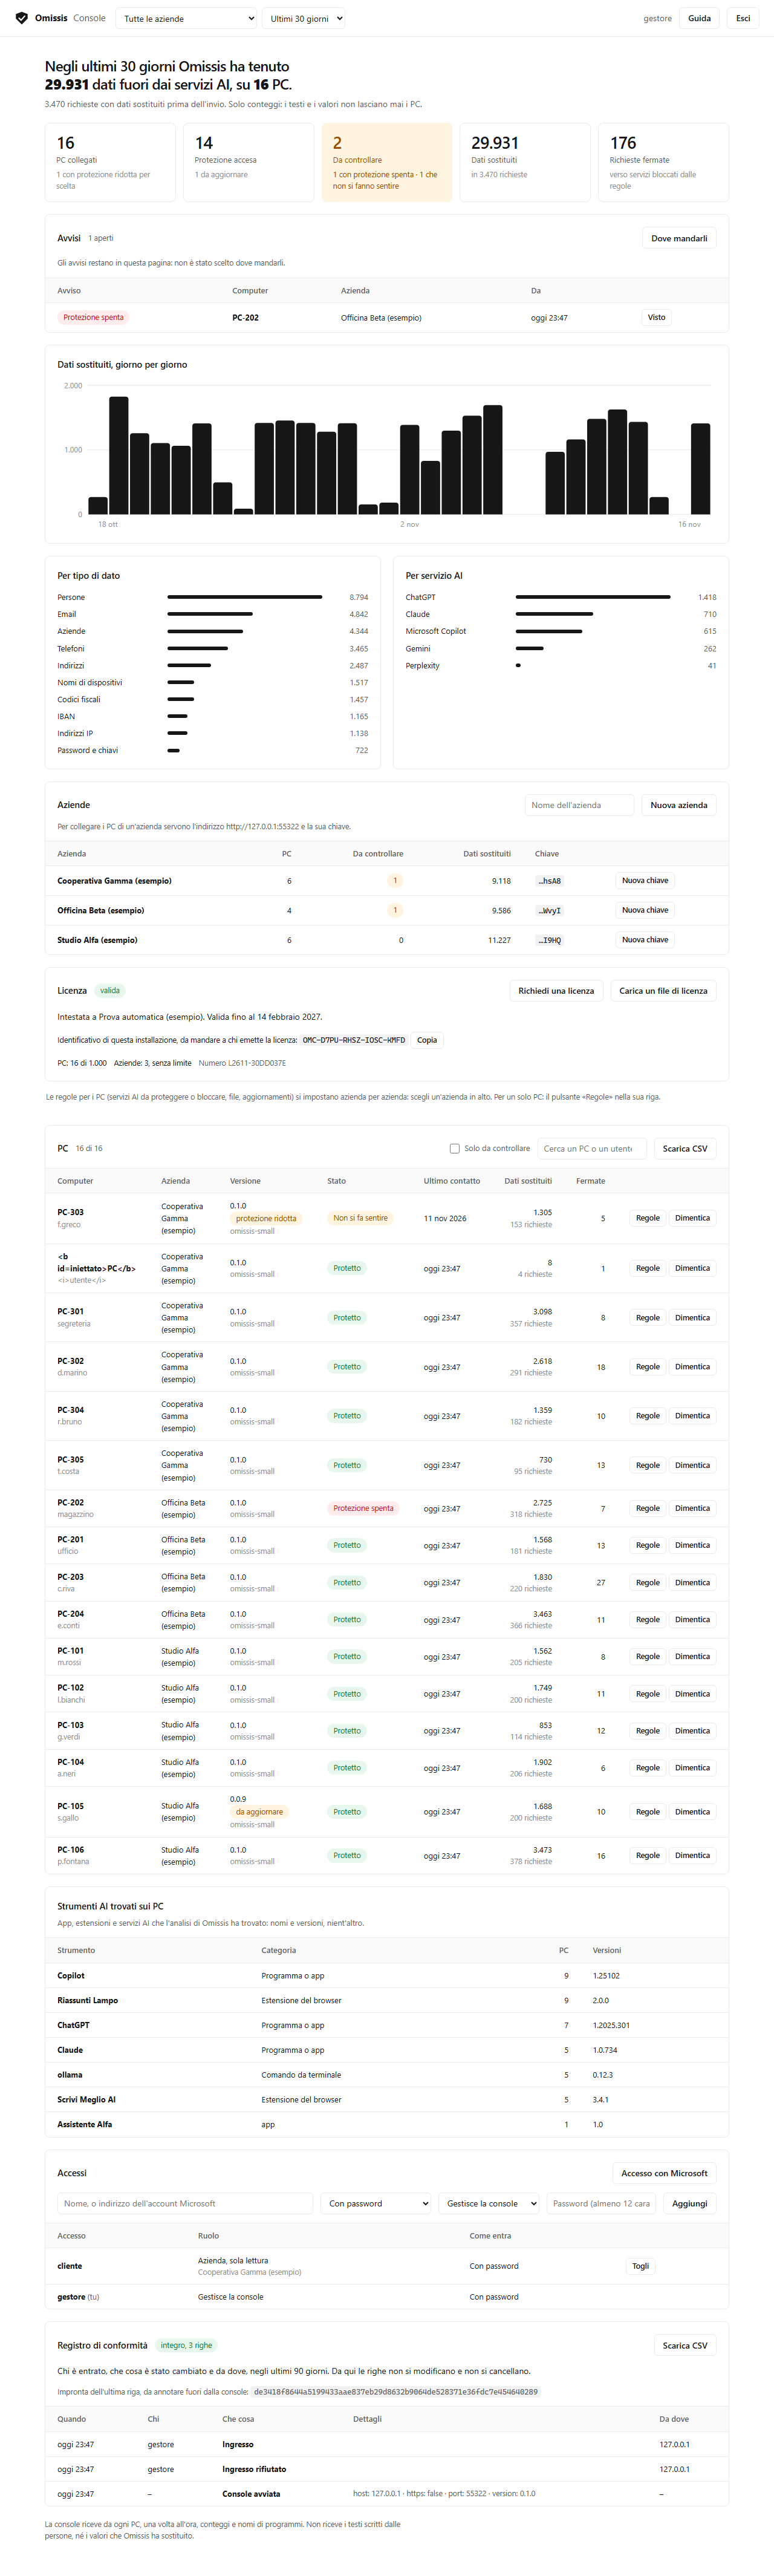 Omissis Console Tutte le aziende Ultimi 30 giorni gestore Guida Esci
Negli ultimi 30 giorni Omissis ha tenuto
29.931 dati fuori dai servizi AI, su 16 PC.
3.470 richieste con dati sostituiti prima dell'invio. Solo conteggi: i testi e i valori non lasciano mai i PC.
16
PC collegati
1 con protezione ridotta per
scelta
14
Protezione accesa
1 da aggiornare
2
Da controllare
1 con protezione spenta · 1 che
non si fanno sentire
29.931
Dati sostituiti
in 3.470 richieste
176
Richieste fermate
verso servizi bloccati dalle
regole
Avvisi 1 aperti Dove mandarli
Gli avvisi restano in questa pagina: non è stato scelto dove mandarli.
Avviso Computer Azienda Da
Protezione spenta PC-202 Officina Beta (esempio) oggi 23:47 Visto
Dati sostituiti, giorno per giorno
2.000
1.000
0
18 ott 2 nov 16 nov
Per tipo di dato
Persone 8.794
Email 4.842
Aziende 4.344
Telefoni 3.465
Indirizzi 2.487
Nomi di dispositivi 1.517
Codici fiscali 1.457
IBAN 1.165
Indirizzi IP 1.138
Password e chiavi 722
Per servizio AI
ChatGPT 1.418
Claude 710
Microsoft Copilot 615
Gemini 262
Perplexity 41
Aziende Nome dell'azienda Nuova azienda
Per collegare i PC di un'azienda servono l'indirizzo http://127.0.0.1:55322 e la sua chiave.
Azienda PC Da controllare Dati sostituiti Chiave
Cooperativa Gamma (esempio) 6 1 9.118 …hsA8 Nuova chiave
Officina Beta (esempio) 4 1 9.586 …WvyI Nuova chiave
Studio Alfa (esempio) 6 0 11.227 …I9HQ Nuova chiave
Licenza valida Richiedi una licenza Carica un file di licenza
Intestata a Prova automatica (esempio). Valida fino al 14 febbraio 2027.
Identificativo di questa installazione, da mandare a chi emette la licenza: OMC-D7PU-RHSZ-IOSC-KMFD Copia
PC: 16 di 1.000 Aziende: 3, senza limite Numero L2611-30DD037E
Le regole per i PC (servizi AI da proteggere o bloccare, file, aggiornamenti) si impostano azienda per azienda: scegli un'azienda in alto. Per un solo PC: il pulsante «Regole» nella sua riga.
PC 16 di 16 Solo da controllare Cerca un PC o un utent Scarica CSV
Computer Azienda Versione Stato Ultimo contatto Dati sostituiti Fermate
PC-303
f.greco
Cooperativa
Gamma
(esempio)
0.1.0
protezione ridotta
omissis-small
Non si fa sentire
11 nov 2026
1.305
153 richieste
5 Regole Dimentica
<b
id=iniettato>PC</b>
<i>utente</i>
Cooperativa
Gamma
(esempio)
0.1.0
omissis-small
Protetto
oggi 23:47
8
4 richieste
1 Regole Dimentica
PC-301
segreteria
Cooperativa
Gamma
(esempio)
0.1.0
omissis-small
Protetto
oggi 23:47
3.098
357 richieste
8 Regole Dimentica
PC-302
d.marino
Cooperativa
Gamma
(esempio)
0.1.0
omissis-small
Protetto
oggi 23:47
2.618
291 richieste
18 Regole Dimentica
PC-304
r.bruno
Cooperativa
Gamma
(esempio)
0.1.0
omissis-small
Protetto
oggi 23:47
1.359
182 richieste
10 Regole Dimentica
PC-305
t.costa
Cooperativa
Gamma
(esempio)
0.1.0
omissis-small
Protetto
oggi 23:47
730
95 richieste
13 Regole Dimentica
PC-202
magazzino
Officina Beta
(esempio)
0.1.0
omissis-small
Protezione spenta
oggi 23:47
2.725
318 richieste
7 Regole Dimentica
PC-201
ufficio
Officina Beta
(esempio)
0.1.0
omissis-small
Protetto
oggi 23:47
1.568
181 richieste
13 Regole Dimentica
PC-203
c.riva
Officina Beta
(esempio)
0.1.0
omissis-small
Protetto
oggi 23:47
1.830
220 richieste
27 Regole Dimentica
PC-204
e.conti
Officina Beta
(esempio)
0.1.0
omissis-small
Protetto
oggi 23:47
3.463
366 richieste
11 Regole Dimentica
PC-101
m.rossi
Studio Alfa
(esempio)
0.1.0
omissis-small
Protetto
oggi 23:47
1.562
205 richieste
8 Regole Dimentica
PC-102
l.bianchi
Studio Alfa
(esempio)
0.1.0
omissis-small
Protetto
oggi 23:47
1.749
200 richieste
11 Regole Dimentica
PC-103
g.verdi
Studio Alfa
(esempio)
0.1.0
omissis-small
Protetto
oggi 23:47
853
114 richieste
12 Regole Dimentica
PC-104
a.neri
Studio Alfa
(esempio)
0.1.0
omissis-small
Protetto
oggi 23:47
1.902
206 richieste
6 Regole Dimentica
PC-105
s.gallo
Studio Alfa
(esempio)
0.0.9
da aggiornare
omissis-small
Protetto
oggi 23:47
1.688
200 richieste
10 Regole Dimentica
PC-106
p.fontana
Studio Alfa
(esempio)
0.1.0
omissis-small
Protetto
oggi 23:47
3.473
378 richieste
16 Regole Dimentica
Strumenti AI trovati sui PC
App, estensioni e servizi AI che l'analisi di Omissis ha trovato: nomi e versioni, nient'altro.
Strumento Categoria PC Versioni
Copilot Programma o app 9 1.25102
Riassunti Lampo Estensione del browser 9 2.0.0
ChatGPT Programma o app 7 1.2025.301
Claude Programma o app 5 1.0.734
ollama Comando da terminale 5 0.12.3
Scrivi Meglio AI Estensione del browser 5 3.4.1
Assistente Alfa app 1 1.0
Accessi Accesso con Microsoft
Nome, o indirizzo dell'account Microsoft Con password Gestisce la console Password (almeno 12 cara Aggiungi
Accesso Ruolo Come entra
cliente Azienda, sola lettura Con password Togli
Cooperativa Gamma (esempio)
gestore (tu) Gestisce la console Con password
Registro di conformità integro, 3 righe Scarica CSV
Chi è entrato, che cosa è stato cambiato e da dove, negli ultimi 90 giorni. Da qui le righe non si modificano e non si cancellano.
Impronta dell'ultima riga, da annotare fuori dalla console: de3418f8644a5199433aae837eb29d8632b9064de528371e36fdc7e454640289
Quando Chi Che cosa Dettagli Da dove
oggi 23:47 gestore Ingresso 127.0.0.1
oggi 23:47 gestore Ingresso rifiutato 127.0.0.1
oggi 23:47 – Console avviata host: 127.0.0.1 · https: false · port: 55322 · version: 0.1.0 –
La console riceve da ogni PC, una volta all'ora, conteggi e nomi di programmi. Non riceve i testi scritti dalle
persone, né i valori che Omissis ha sostituito.